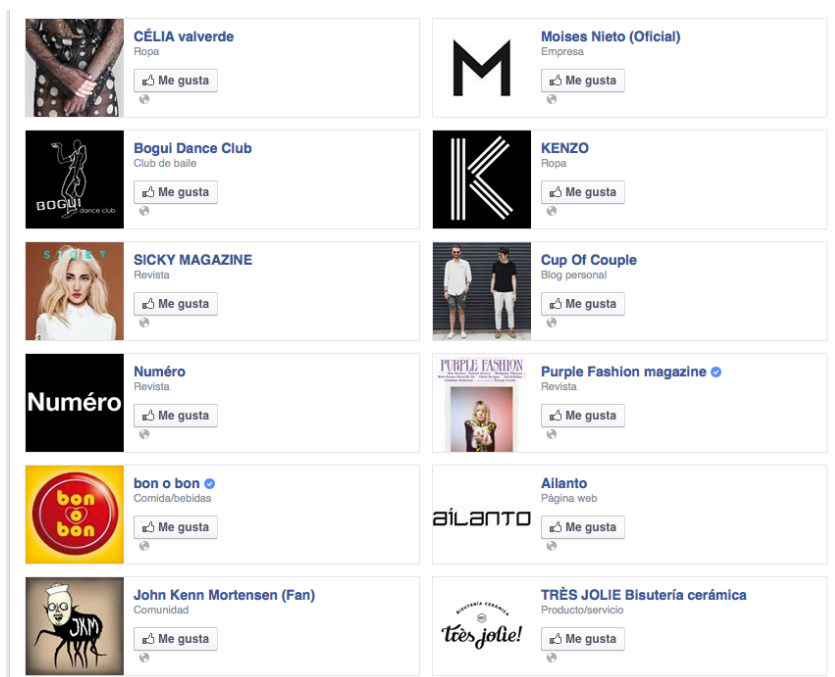 CÉLIA valverde
Ropa
Me gusta
Moises Nieto (Oficial)
Empresa
Me gusta
M
BOGUI
dance club
Bogui Dance Club
Club de baile
Me gusta
K
KENZO
Ropa
Me gusta
SICKY MAGAZINE
Revista
Me gusta
Cup Of Couple
Blog personal
Me gusta
Numéro
Numéro
Revista
Me gusta
PURPLE FASHION
Purple Fashion magazine
Revista
Me gusta
bon
o
bon
bon o bon
Comida/bebidas
Me gusta
aíLanto
Ailanto
Página web
Me gusta
JKM
John Kenn Mortensen (Fan)
Comunidad
Me gusta
BISUTERÍA CERÁMICA
très jolie!
TRÈS JOLIE Bisutería cerámica
Producto/servicio
Me gusta